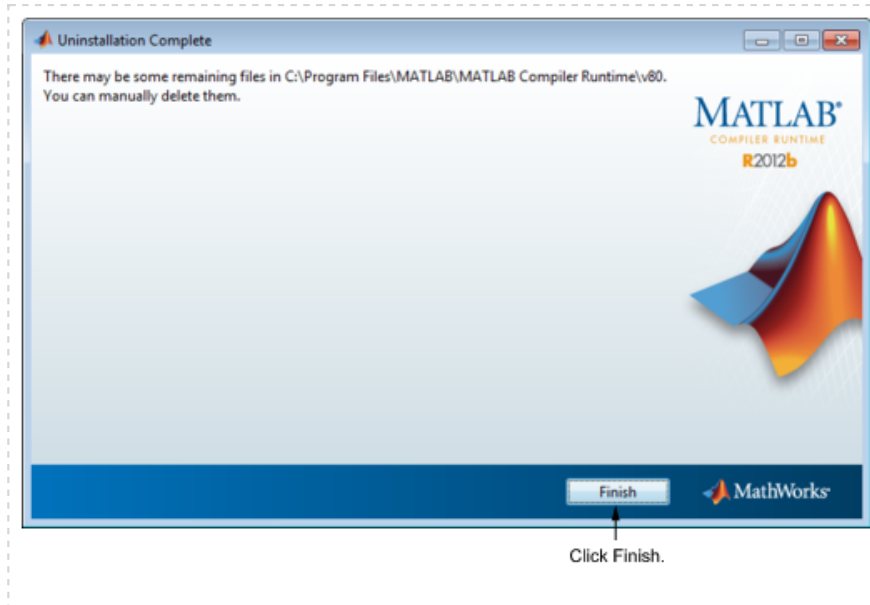 Uninstallation Complete
There may be some remaining files in C:\Program Files\MATLAB\MATLAB Compiler Runtime\v80.
You can manually delete them.
MATLAB®
COMPILER RUNTIME
R2012b
Finish
MathWorks®
Click Finish.